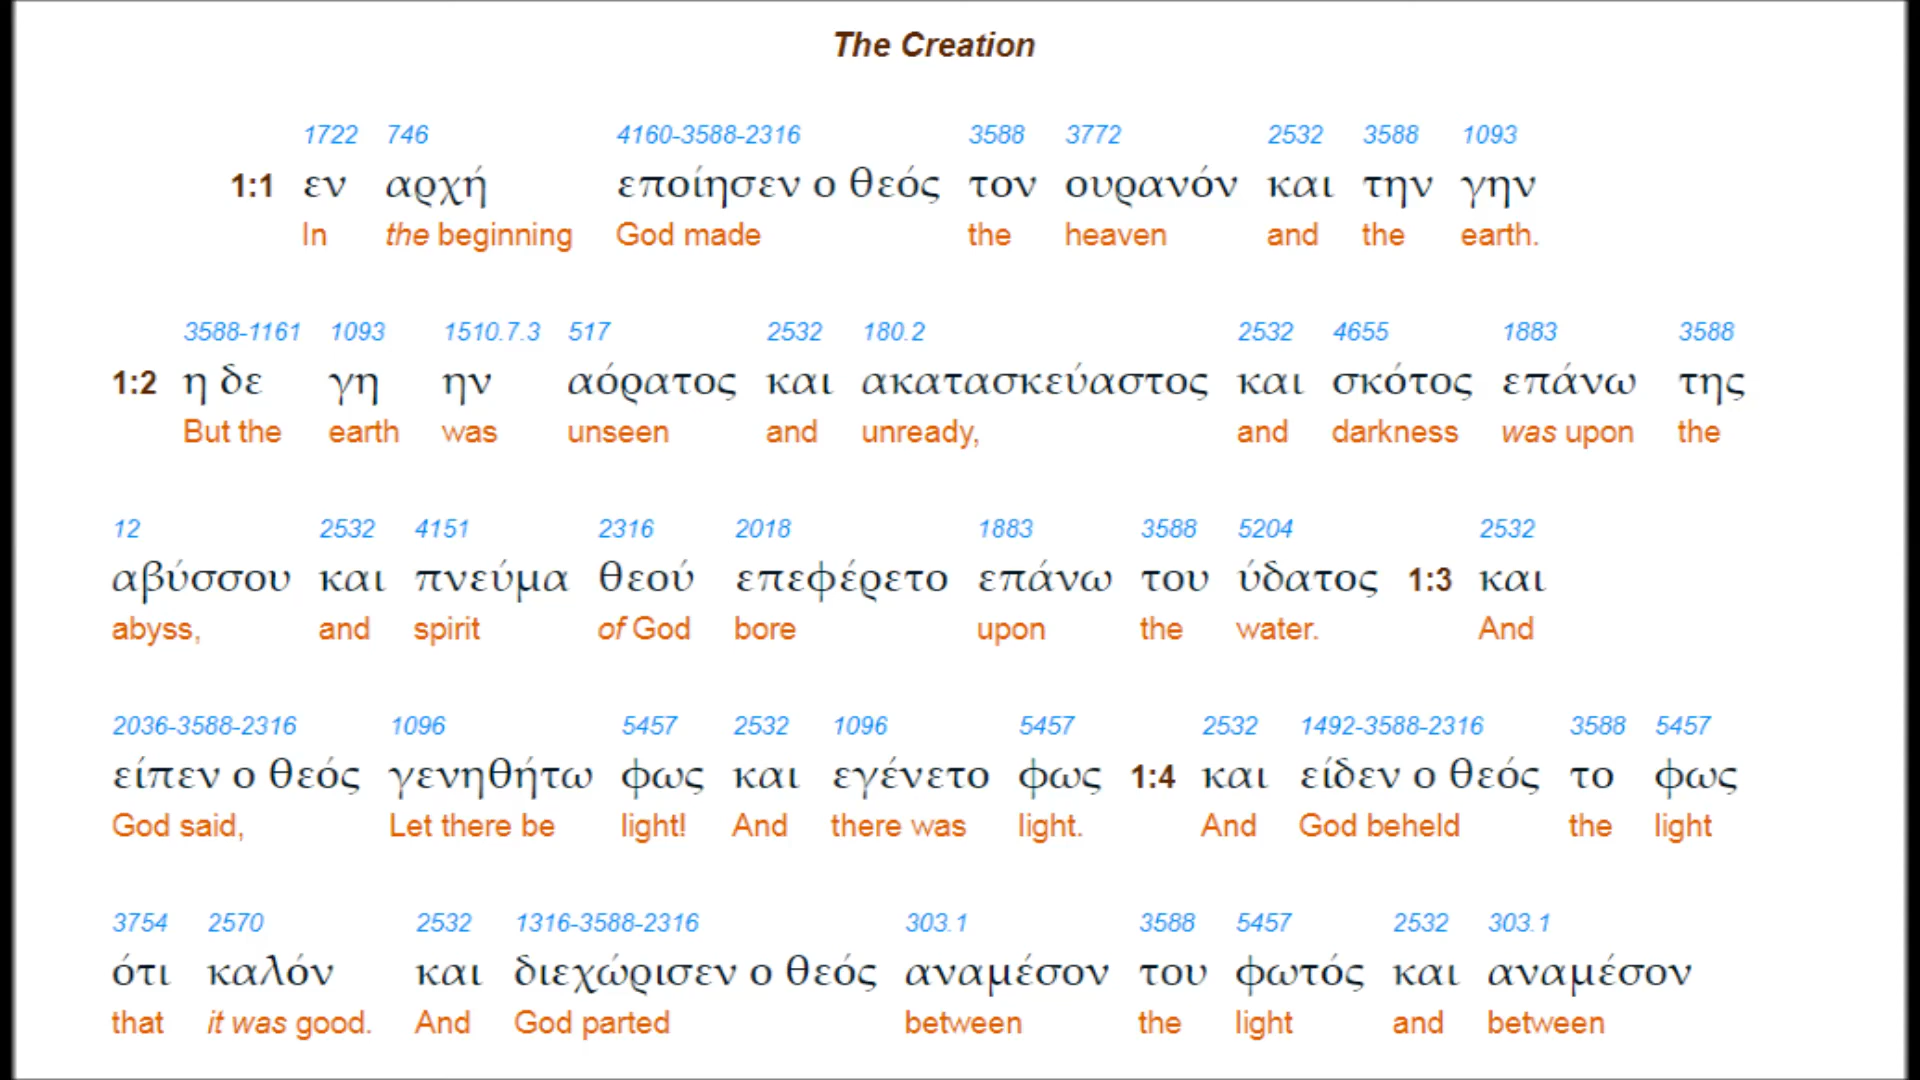 The Creation
1722 746 4160-3588-2316 3588 3772 2532 3588 1093
1:1 εν αρχή εποίησεν ο θεός τον ουρανόν και την γην
In the beginning God made the heaven and the earth.
3588-1161 1093 1510.7.3 517 2532 180.2 2532 4655 1883 3588
1:2 η δε γη ην αόρατος και ακατασκεύαστος και σκότος επάνω της
But the earth was unseen and unready, and darkness was upon the
12 2532 4151 2316 2018 1883 3588 5204 2532
αβύσσου και πνεύμα θεού επεφέρετο επάνω του ύδατος 1:3 και
abyss, and spirit of God bore upon the water. And
2036-3588-2316 1096 5457 2532 1096 5457 2532 1492-3588-2316 3588 5457
είπεν ο θεός γενηθήτω φως και εγένετο φως 1:4 και είδεν ο θεός το φως
God said, Let there be light! And there was light. And God beheld the light
3754 2570 2532 1316-3588-2316 303.1 3588 5457 2532 303.1
ότι καλόν και διεχώρισεν ο θεός αναμέσον του φωτός και αναμέσον
that it was good. And God parted between the light and between